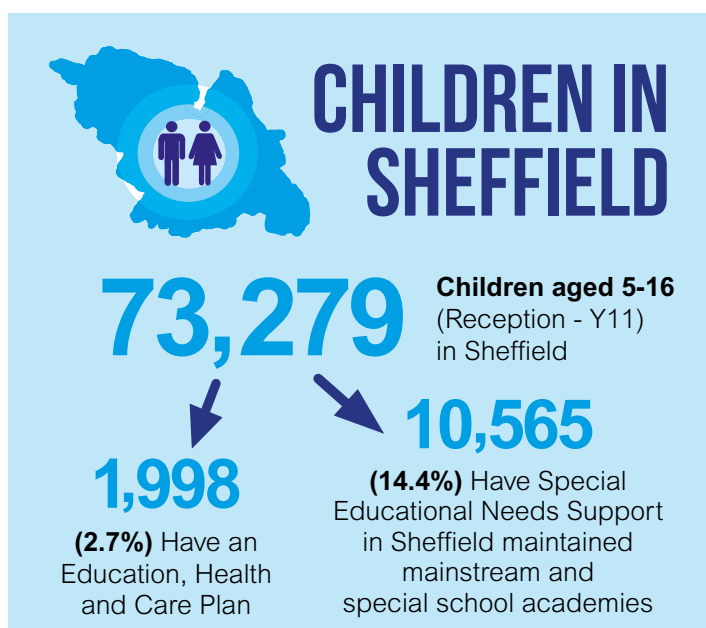 CHILDREN IN
SHEFFIELD
73,279
Children aged 5-16
(Reception - Y11)
in Sheffield
1,998
(2.7%) Have an
Education, Health
and Care Plan
10,565
(14.4%) Have Special
Educational Needs Support
in Sheffield maintained
mainstream and
special school academies